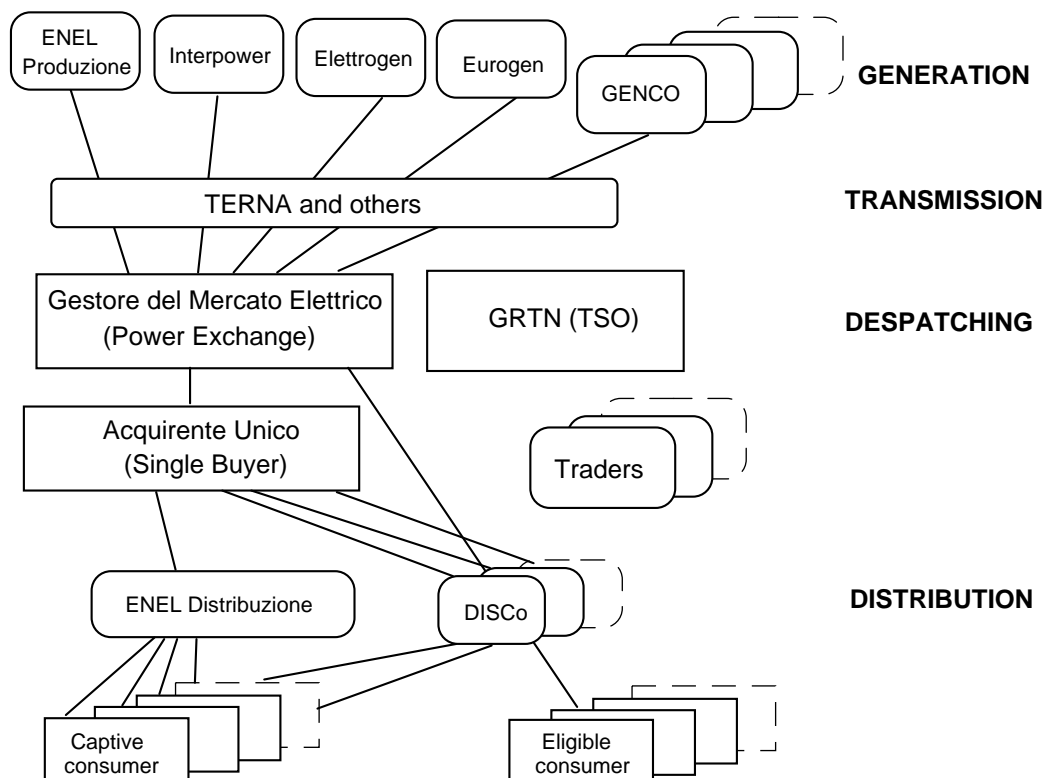 ENEL
Produzione
Interpower
Elettrogen
Eurogen
GENCO
GENERATION
TERNA and others
TRANSMISSION
Gestore del Mercato Elettrico
(Power Exchange)
GRTN (TSO)
DESPATCHING
Acquirente Unico
(Single Buyer)
Traders
ENEL Distribuzione
DISCo
DISTRIBUTION
Captive
consumer
Eligible
consumer